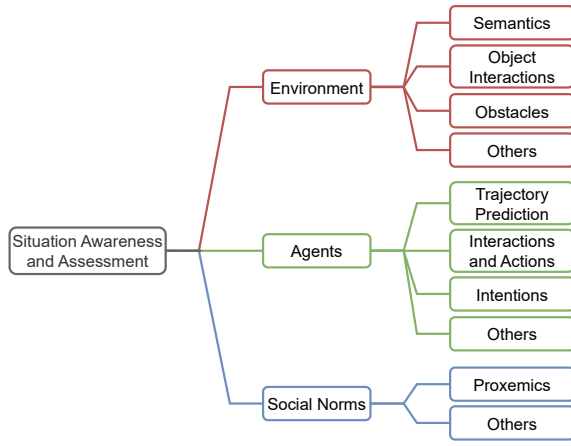 Situation Awareness
and Assessment
Environment
Semantics
Object
Interactions
Obstacles
Others
Agents
Trajectory
Prediction
Interactions
and Actions
Intentions
Others
Social Norms
Proxemics
Others